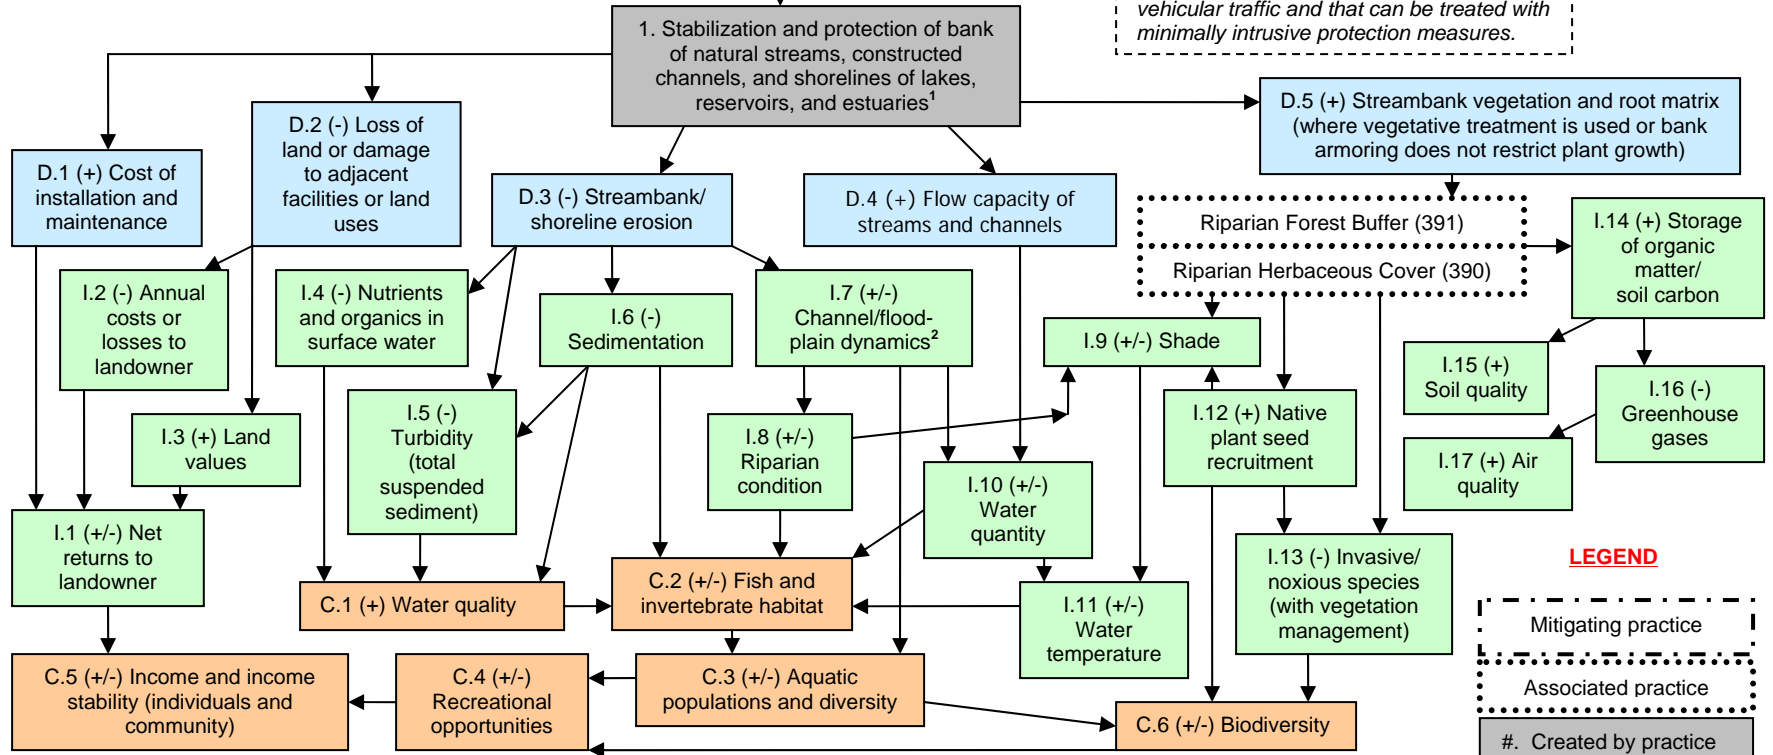 vehicular traffic and that can be treated with
minimally intrusive protection measures.
1. Stabilization and protection of bank
of natural streams, constructed
channels, and shorelines of lakes,
reservoirs, and estuaries1
D.1 (+) Cost of
installation and
maintenance
D.2 (-) Loss of
land or damage
to adjacent
facilities or land
uses
D.3 (-) Streambank/
shoreline erosion
D.4 (+) Flow capacity of
streams and channels
D.5 (+) Streambank vegetation and root matrix
(where vegetative treatment is used or bank
armoring does not restrict plant growth)
Riparian Forest Buffer (391)
Riparian Herbaceous Cover (390)
I.14 (+) Storage
of organic
matter/
soil carbon
I.2 (-) Annual
costs or
losses to
landowner
I.4 (-) Nutrients
and organics in
surface water
I.6 (-)
Sedimentation
I.7 (+/-)
Channel/flood-
plain dynamics2
I.9 (+/-) Shade
I.15 (+)
Soil quality
I.16 (-)
Greenhouse
gases
I.3 (+) Land
values
I.5 (-)
Turbidity
(total
suspended
sediment)
I.8 (+/-)
Riparian
condition
I.12 (+) Native
plant seed
recruitment
I.17 (+) Air
quality
I.10 (+/-)
Water
quantity
I.1 (+/-) Net
returns to
landowner
I.13 (-) Invasive/
noxious species
(with vegetation
management)
C.1 (+) Water quality
C.2 (+/-) Fish and
invertebrate habitat
I.11 (+/-)
Water
temperature
C.5 (+/-) Income and income
stability (individuals and
community)
C.4 (+/-)
Recreational
opportunities
C.3 (+/-) Aquatic
populations and diversity
C.6 (+/-) Biodiversity
LEGEND
Mitigating practice
Associated practice
#. Created by practice